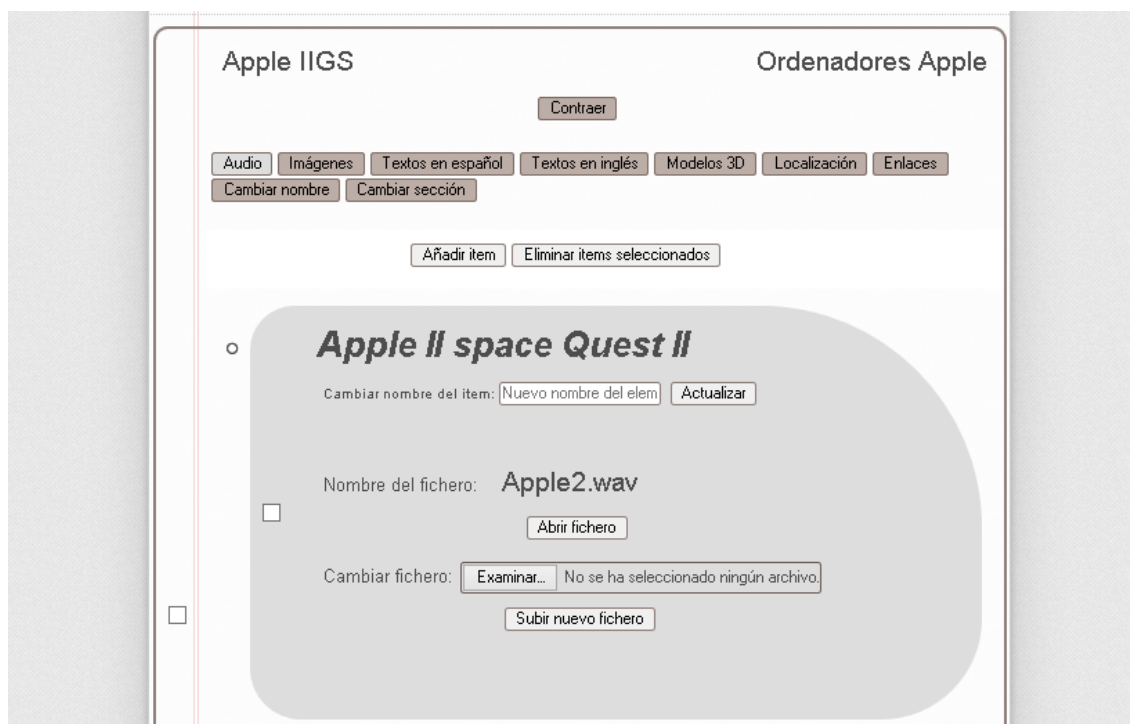 Apple IIGS Ordenadores Apple
Contraer
Audio Imágenes Textos en español Textos en inglés Modelos 3D Localización Enlaces
Cambiar nombre Cambiar sección
Añadir item Eliminar items seleccionados
Apple II space Quest II
Cambiar nombre del item: Nuevo nombre del elem Actualizar
Nombre del fichero: Apple2.wav
Abrir fichero
Cambiar fichero: Examinar... No se ha seleccionado ningún archivo.
Subir nuevo fichero